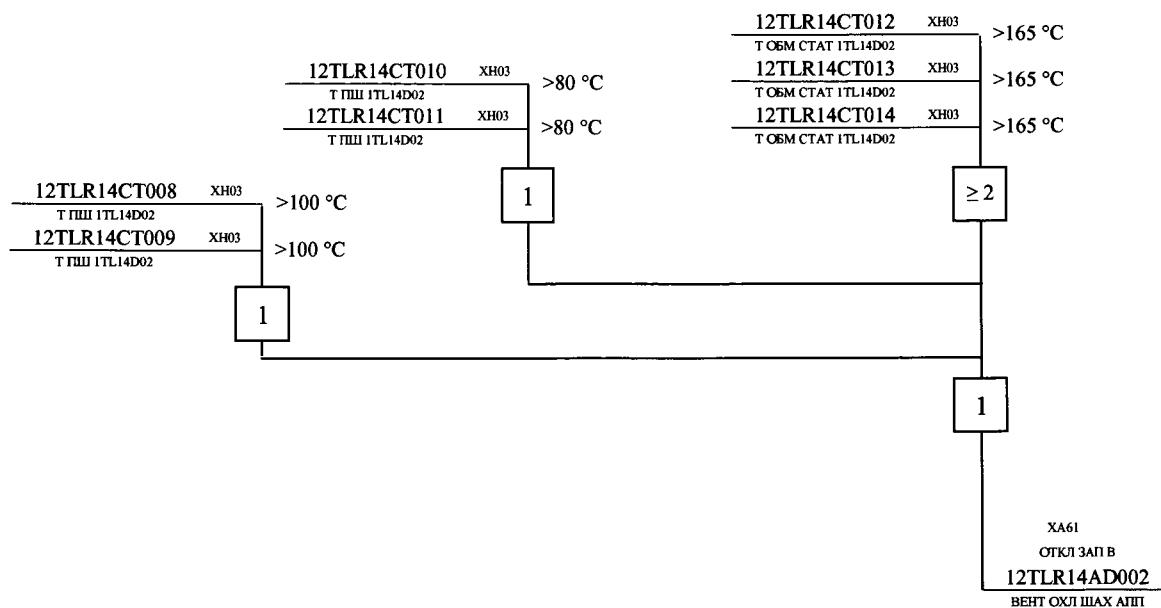 12TLR14CT012 XH03 >165 °C
Т ОБМ СТАТ 1TL14D02
12TLR14CT013 XH03 >165 °C
Т ОБМ СТАТ 1TL14D02
12TLR14CT014 XH03 >165 °C
Т ОБМ СТАТ 1TL14D02
≥ 2
12TLR14CT010 XH03 >80 °C
Т ПШ 1TL14D02
12TLR14CT011 XH03 >80 °C
Т ПШ 1TL14D02
1
12TLR14CT008 XH03 >100 °C
Т ПШ 1TL14D02
12TLR14CT009 XH03 >100 °C
Т ПШ 1TL14D02
1
1
XA61
ОТКЛ ЗАП В
12TLR14AD002
ВЕНТ ОХЛ ШАХ АПП